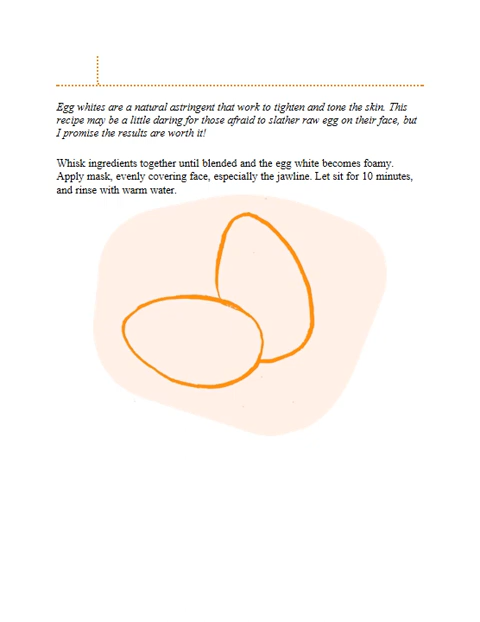 Egg whites are a natural astringent that work to tighten and tone the skin. This
recipe may be a little daring for those afraid to slather raw egg on their face, but
I promise the results are worth it!
Whisk ingredients together until blended and the egg white becomes foamy.
Apply mask, evenly covering face, especially the jawline. Let sit for 10 minutes,
and rinse with warm water.